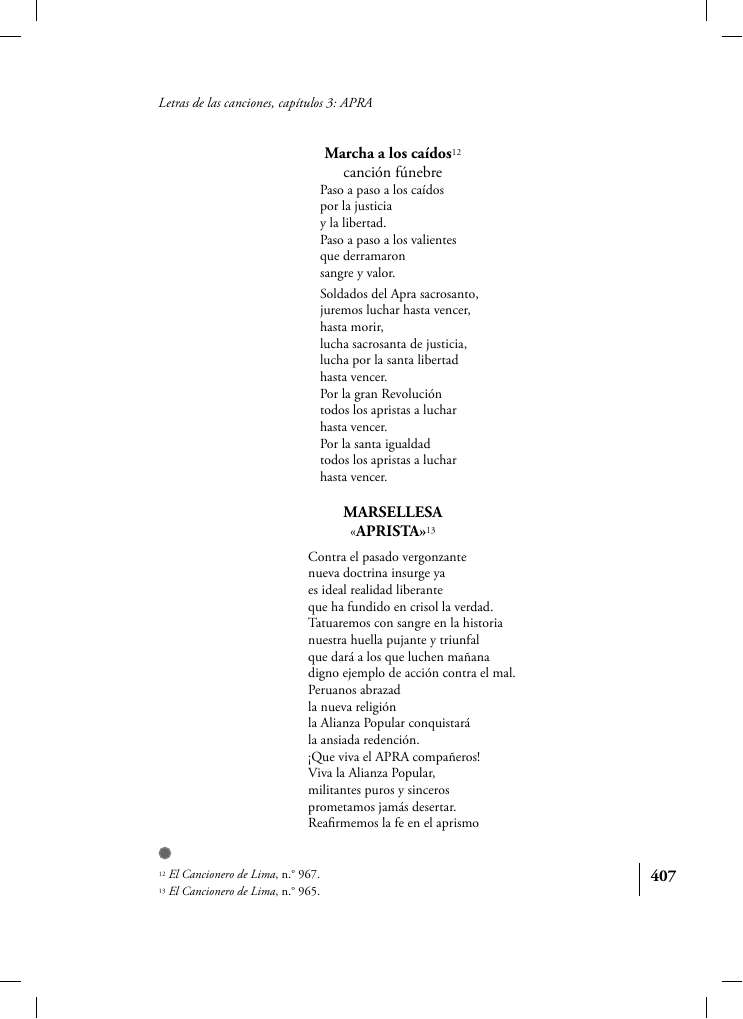 Letras de las canciones, capítulos 3: APRA
Marcha a los caídos12
canción fúnebre
Paso a paso a los caídos
por la justicia
y la libertad.
Paso a paso a los valientes
que derramaron
sangre y valor.
Soldados del Apra sacrosanto,
juremos luchar hasta vencer,
hasta morir,
lucha sacrosanta de justicia,
lucha por la santa libertad
hasta vencer.
Por la gran Revolución
todos los apristas a luchar
hasta vencer.
Por la santa igualdad
todos los apristas a luchar
hasta vencer.
MARSELLESA
«APRISTA»13
Contra el pasado vergonzante
nueva doctrina insurge ya
es ideal realidad liberante
que ha fundido en crisol la verdad.
Tatuaremos con sangre en la historia
nuestra huella pujante y triunfal
que dará a los que luchen mañana
digno ejemplo de acción contra el mal.
Peruanos abrazad
la nueva religión
la Alianza Popular conquistará
la ansiada redención.
¡Que viva el APRA compañeros!
Viva la Alianza Popular,
militantes puros y sinceros
prometamos jamás desertar.
Reafirmemos la fe en el aprismo
12 El Cancionero de Lima, n.° 967.
13 El Cancionero de Lima, n.° 965.
407